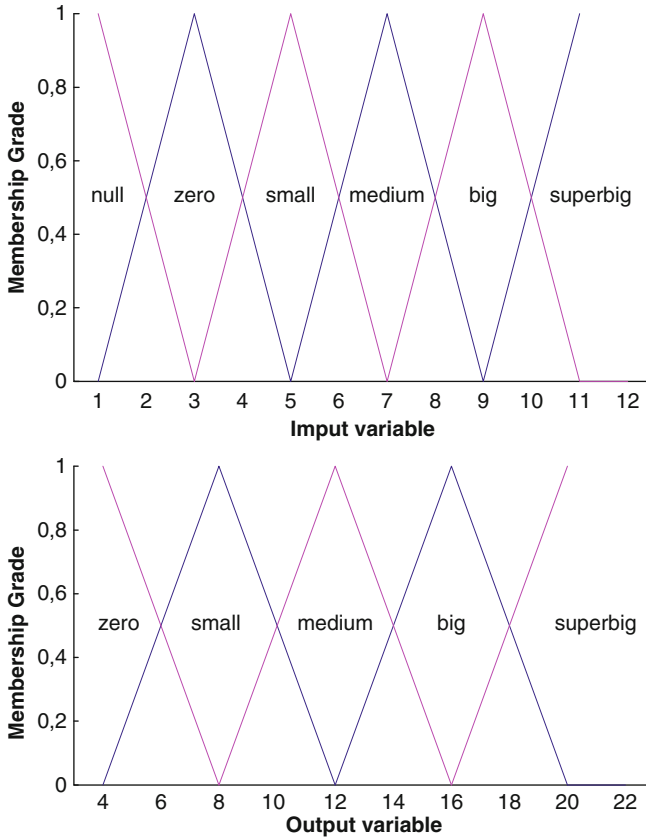 Membership Grade
1
0,8
0,6
0,4
0,2
0
null zero small medium big superbig
1 2 3 4 5 6 7 8 9 10 11 12
Imput variable
Membership Grade
1
0,8
0,6
0,4
0,2
0
zero small medium big superbig
4 6 8 10 12 14 16 18 20 22
Output variable